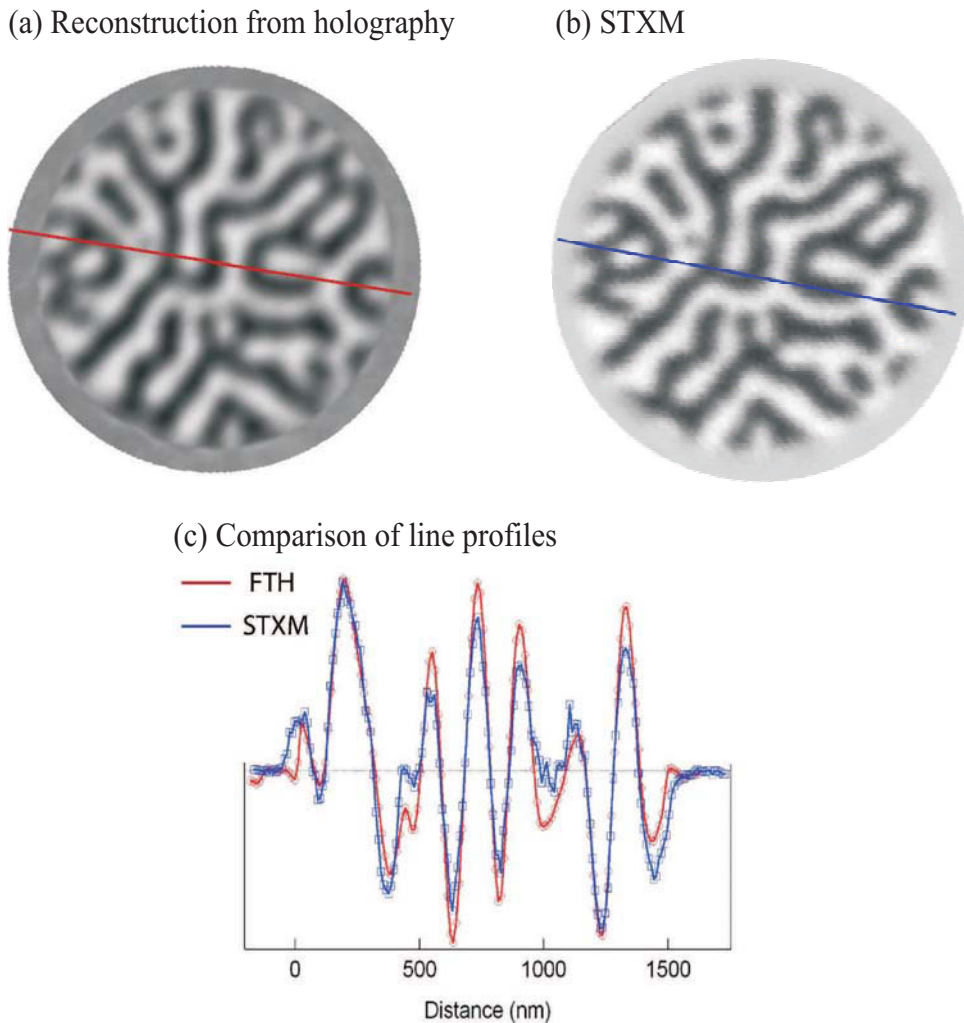 (a) Reconstruction from holography
(b) STXM
(c) Comparison of line profiles
FTH
STXM
0 500 1000 1500
Distance (nm)